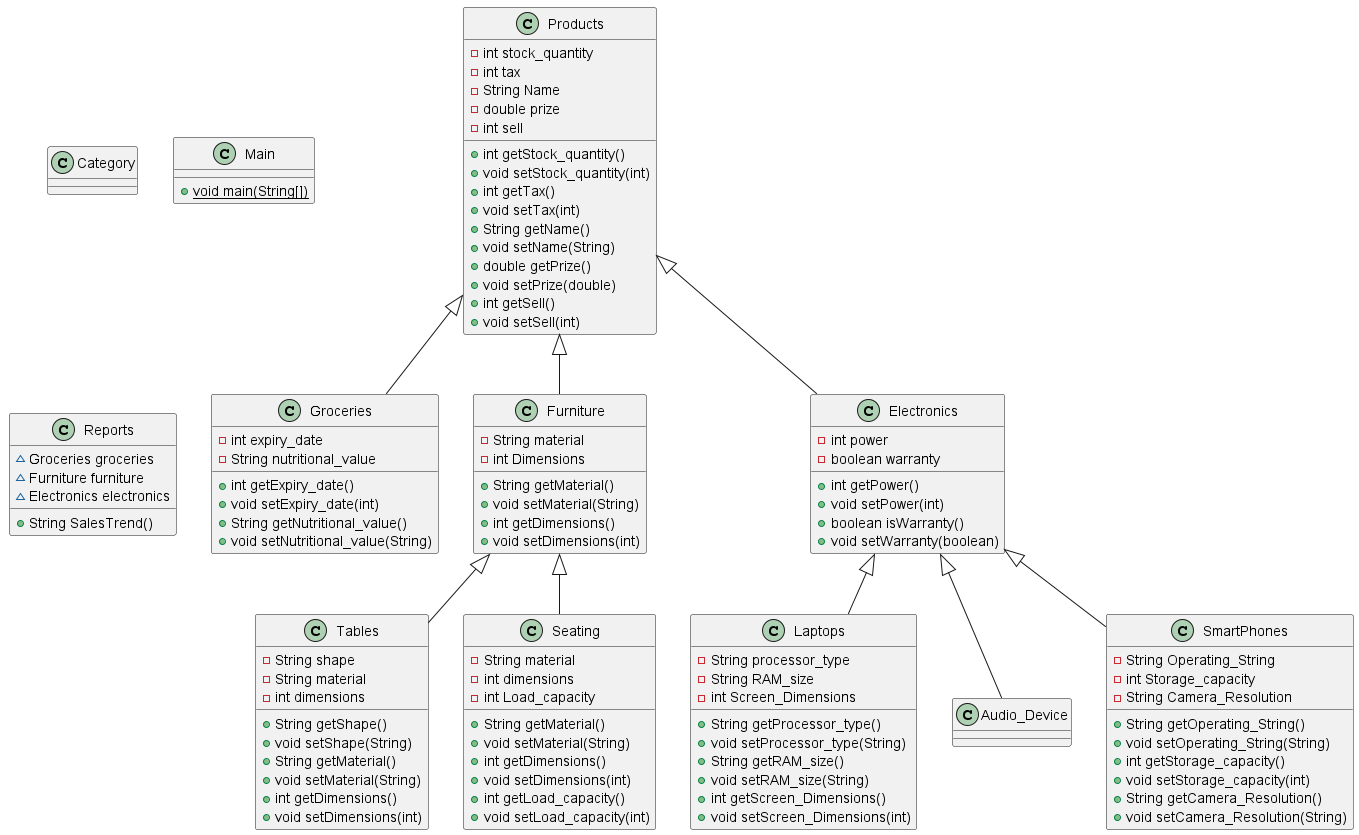 Products
int stock_quantity
int tax
String Name
double prize
int sell
int getStock_quantity()
void setStock_quantity(int)
int getTax()
void setTax(int)
String getName()
void setName(String)
double getPrize()
void setPrize(double)
int getSell()
void setSell(int)
C Category
C Main
void main(String[])
C Reports
Groceries groceries
Furniture furniture
Electronics electronics
String SalesTrend()
C Groceries
int expiry_date
String nutritional_value
int getExpiry_date()
void setExpiry_date(int)
String getNutritional_value()
void setNutritional_value(String)
C Furniture
String material
int Dimensions
String getMaterial()
void setMaterial(String)
int getDimensions()
void setDimensions(int)
C Electronics
int power
boolean warranty
int getPower()
void setPower(int)
boolean isWarranty()
void setWarranty(boolean)
C Tables
String shape
String material
int dimensions
String getShape()
void setShape(String)
String getMaterial()
void setMaterial(String)
int getDimensions()
void setDimensions(int)
C Seating
String material
int dimensions
int Load_capacity
String getMaterial()
void setMaterial(String)
int getDimensions()
void setDimensions(int)
int getLoad_capacity()
void setLoad_capacity(int)
C Laptops
String processor_type
String RAM_size
int Screen_Dimensions
String getProcessor_type()
void setProcessor_type(String)
String getRAM_size()
void setRAM_size(String)
int getScreen_Dimensions()
void setScreen_Dimensions(int)
C Audio_Device
C SmartPhones
String Operating_String
int Storage_capacity
String Camera_Resolution
String getOperating_String()
void setOperating_String(String)
int getStorage_capacity()
void setStorage_capacity(int)
String getCamera_Resolution()
void setCamera_Resolution(String)